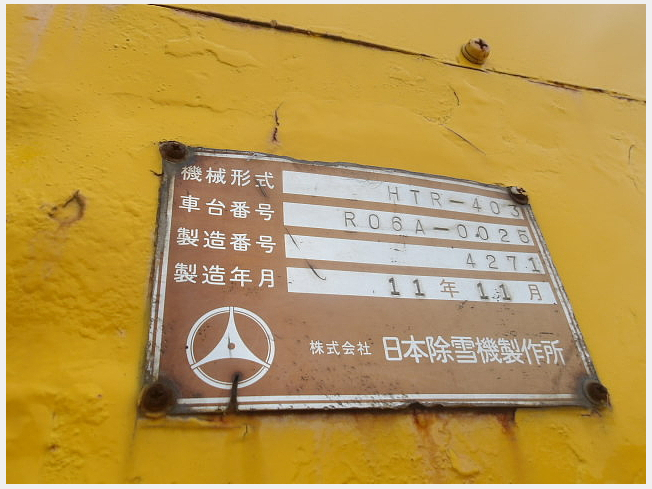 機械形式 HTR-403
車台番号 R06A-0025
製造番号 4271
製造年月 11年11月
株式会社 日本除雪機製作所